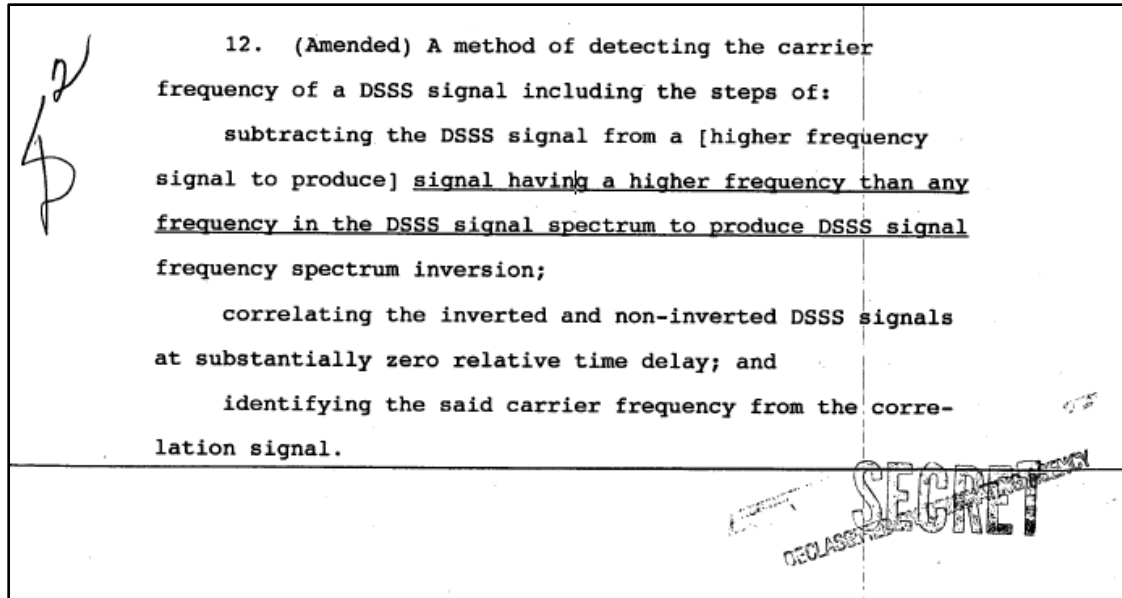 12. (Amended) A method of detecting the carrier
frequency of a DSSS signal including the steps of:
subtracting the DSSS signal from a [higher frequency
signal to produce] signal having a higher frequency than any
frequency in the DSSS signal spectrum to produce DSSS signal
frequency spectrum inversion;
correlating the inverted and non-inverted DSSS signals
at substantially zero relative time delay; and
identifying the said carrier frequency from the corre-
lation signal.
SECRET